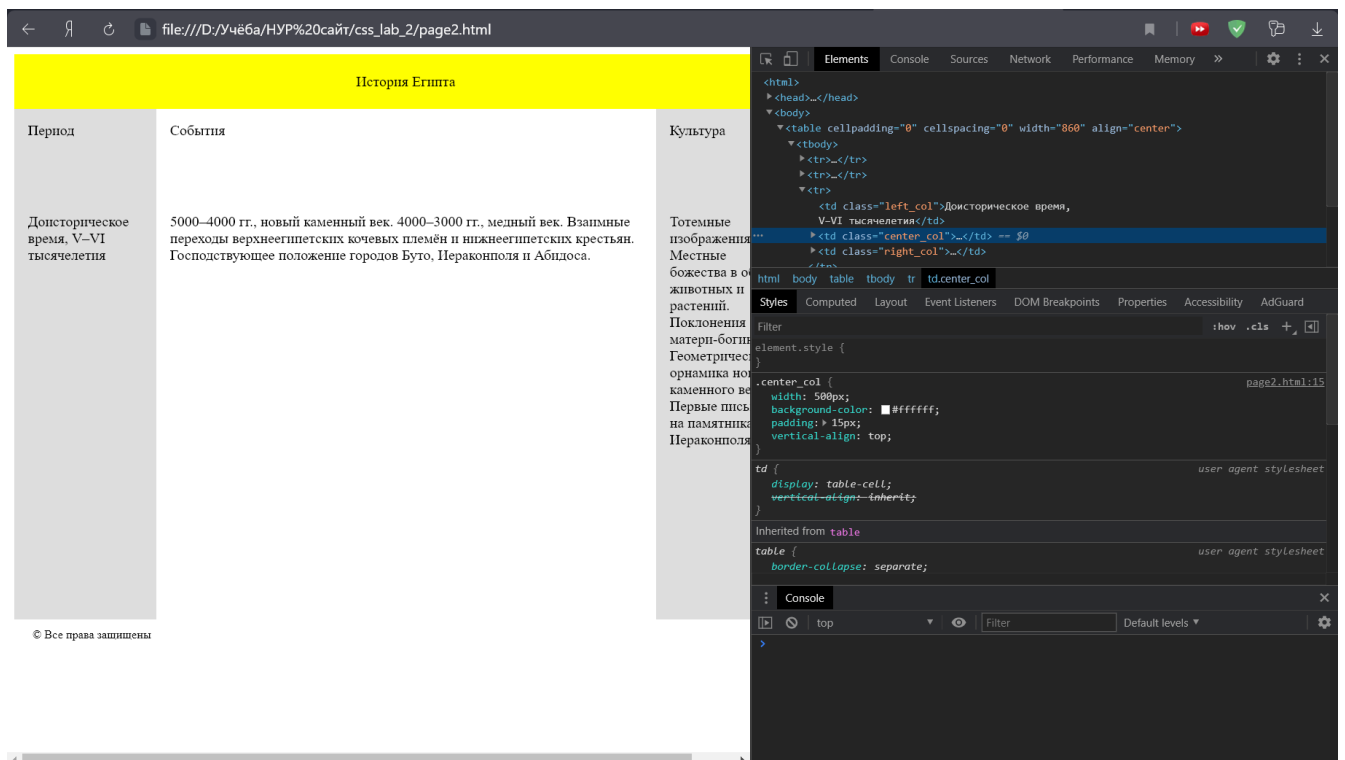 Я file:///D:/Учёба/НУР%20сайт/css_lab_2/page2.html
История Египта
Период События Культура
Доисторическое
время, V–VI
тысячелетия
5000–4000 гг., новый каменный век. 4000–3000 гг., медный век. Взаимные
переходы верхнеегипетских кочевых племён и нижнеегипетских крестьян.
Господствующее положение городов Буто, Иераконполя и Абидоса.
Тотемные
изображения
Местные
божества в о
животных и
растений.
Поклонения
матери-боги
Геометричес
орнамика но
каменного ве
Первые пись
на памятника
Иераконполя
© Все права защищены
Elements Console Sources Network Performance Memory »
<html>
<head>…</head>
<body>
<table cellpadding="0" cellspacing="0" width="860" align="center">
<tbody>
<tr>…</tr>
<tr>…</tr>
<tr>
<td class="left_col">Доисторическое время,
V-VI тысячелетия</td>
<td class="center_col">…</td> == $0
<td class="right_col">…</td>
</tr>
html body table tbody tr td.center_col
Styles Computed Layout Event Listeners DOM Breakpoints Properties Accessibility AdGuard
Filter :hov .cls +
element.style {
}
.center_col { page2.html:15
width: 500px;
background-color: #ffffff;
padding: 15px;
vertical-align: top;
}
td { user agent stylesheet
display: table-cell;
vertical-align: inherit;
}
Inherited from table
table { user agent stylesheet
border-collapse: separate;
Console
top Filter Default levels